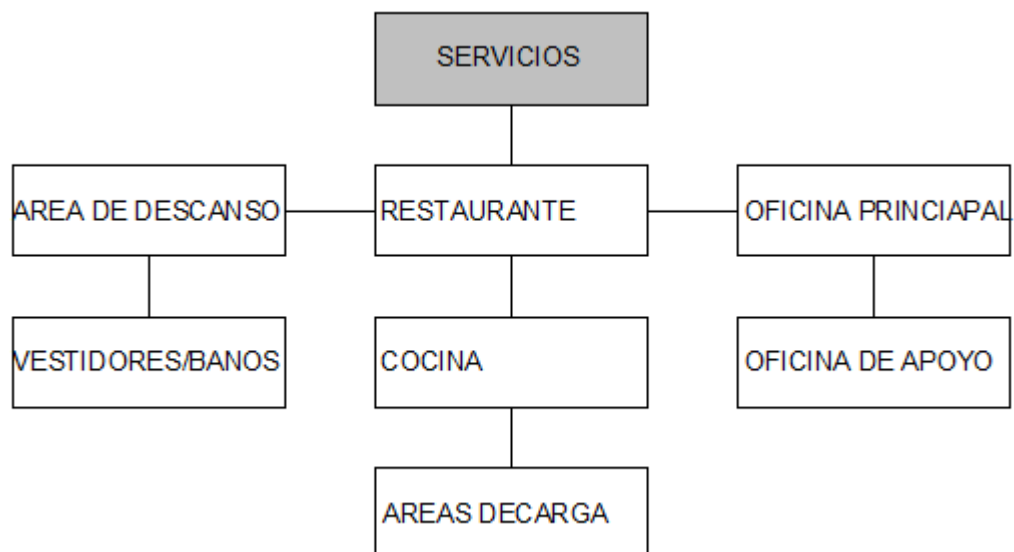 SERVICIOS
AREA DE DESCANSO
RESTAURANTE
OFICINA PRINCIAPAL
VESTIDORES/BANOS
COCINA
OFICINA DE APOYO
AREAS DECARGA